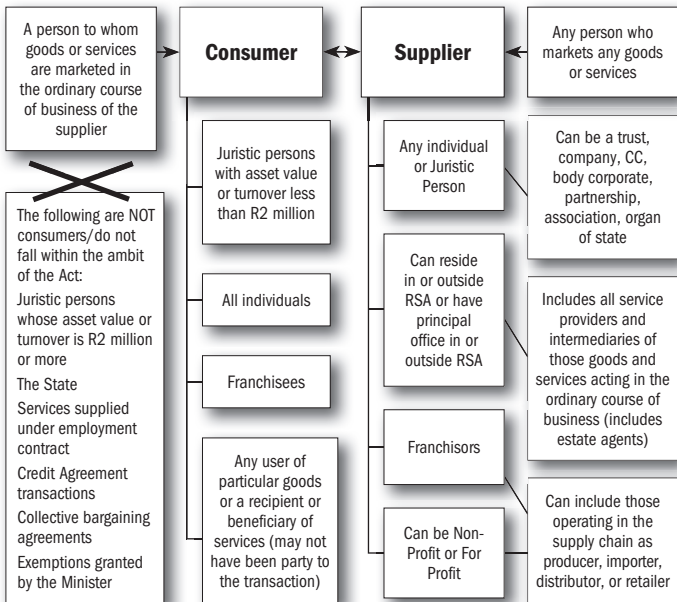 A person to whom
goods or services
are marketed in
the ordinary course
of business of the
supplier
Consumer
Supplier
Any person who
markets any goods
or services
Juristic persons
with asset value
or turnover less
than R2 million
All individuals
Franchisees
Any user of
particular goods
or a recipient or
beneficiary of
services (may not
have been party to
the transaction)
Any individual
or Juristic
Person
Can reside
in or outside
RSA or have
principal
office in or
outside RSA
Franchisors
Can be Non-
Profit or For
Profit
Can be a trust,
company, CC,
body corporate,
partnership,
association, organ
of state
Includes all service
providers and
intermediaries of
those goods and
services acting in the
ordinary course of
business (includes
estate agents)
Can include those
operating in the
supply chain as
producer, importer,
distributor, or retailer
The following are NOT
consumers/do not
fall within the ambit
of the Act:
Juristic persons
whose asset value or
turnover is R2 million
or more
The State
Services supplied
under employment
contract
Credit Agreement
transactions
Collective bargaining
agreements
Exemptions granted
by the Minister